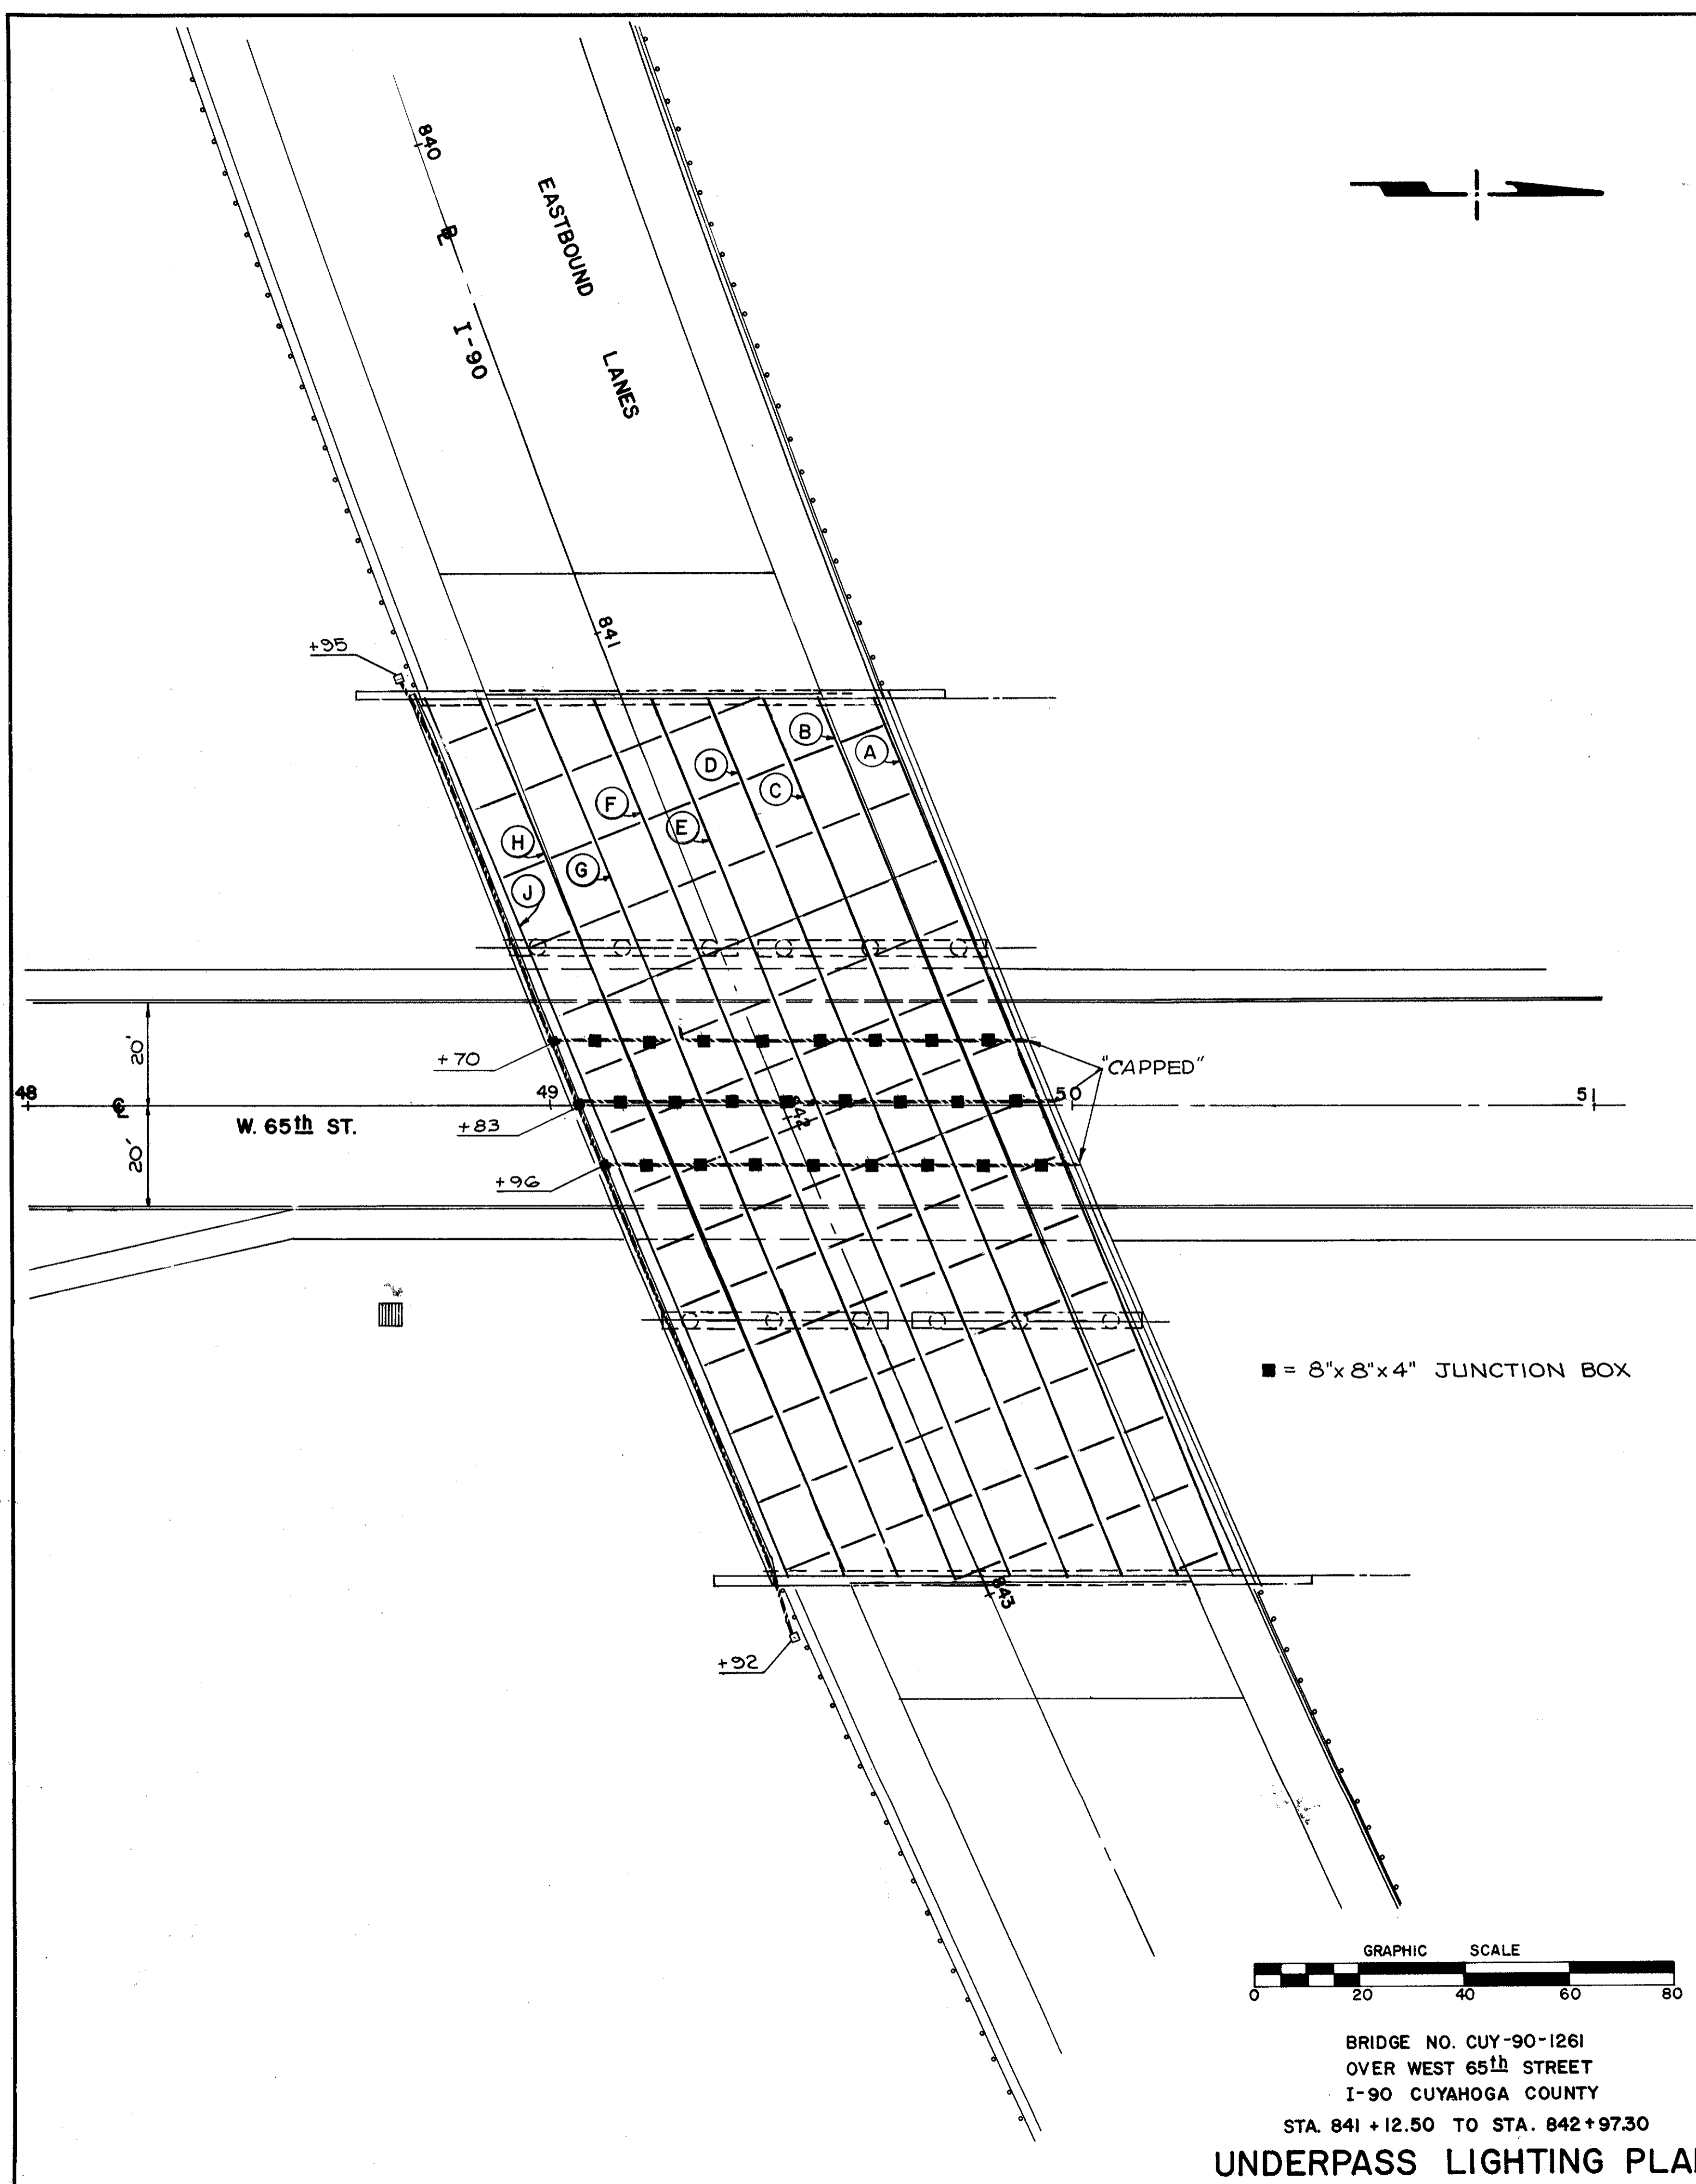 840
EASTBOUND LANES
I-90
841
+95
B
A
D
C
F
E
H
G
J
20'
20'
+70
"CAPPED"
48
49
50
51
W. 65th ST.
+83
842
+96
■ = 8"x8"x4" JUNCTION BOX
843
+92
GRAPHIC SCALE
0 20 40 60 80
BRIDGE NO. CUY-90-1261
OVER WEST 65th STREET
I-90 CUYAHOGA COUNTY
STA. 841 + 12.50 TO STA. 842 + 97.30
UNDERPASS LIGHTING PLA